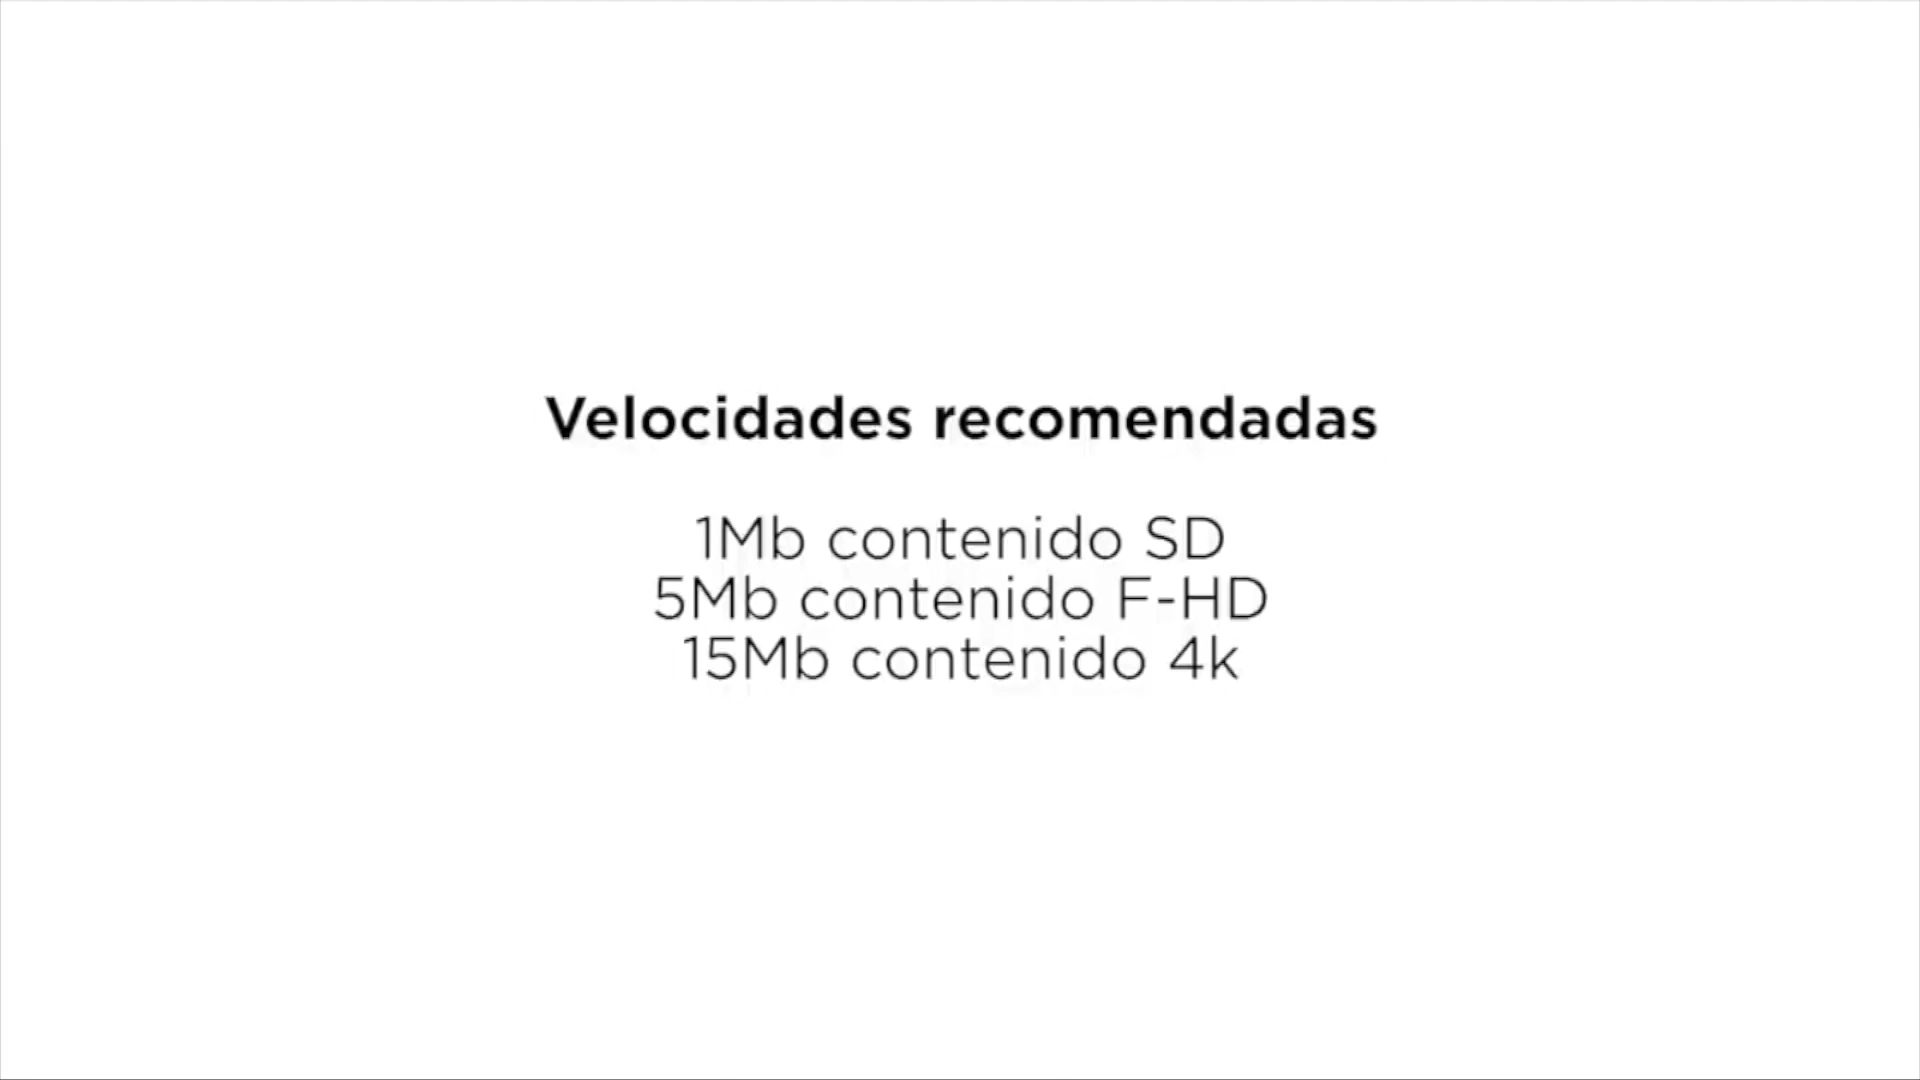 Velocidades recomendadas
1Mb contenido SD
5Mb contenido F-HD
15Mb contenido 4k